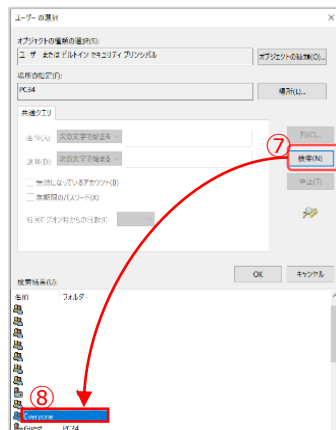 ユーザー の選択
オブジェクトの種類の選択(S):
ユーザー または ビルトイン セキュリティ プリンシパル
オブジェクトの種類(O)...
場所の指定(F):
PC34
場所(L)...
共通クエリ
名前(A): 次の文字で始まる
列(C)...
⑦
検索(N)
説明(D): 次の文字で始まる
中止(T)
無効になっているアカウント(B)
無期限のパスワード(X)
前回ログオン時からの日数(I):
OK キャンセル
検索結果(U):
名前 フォルダー
⑧
Everyone
Guest PC34